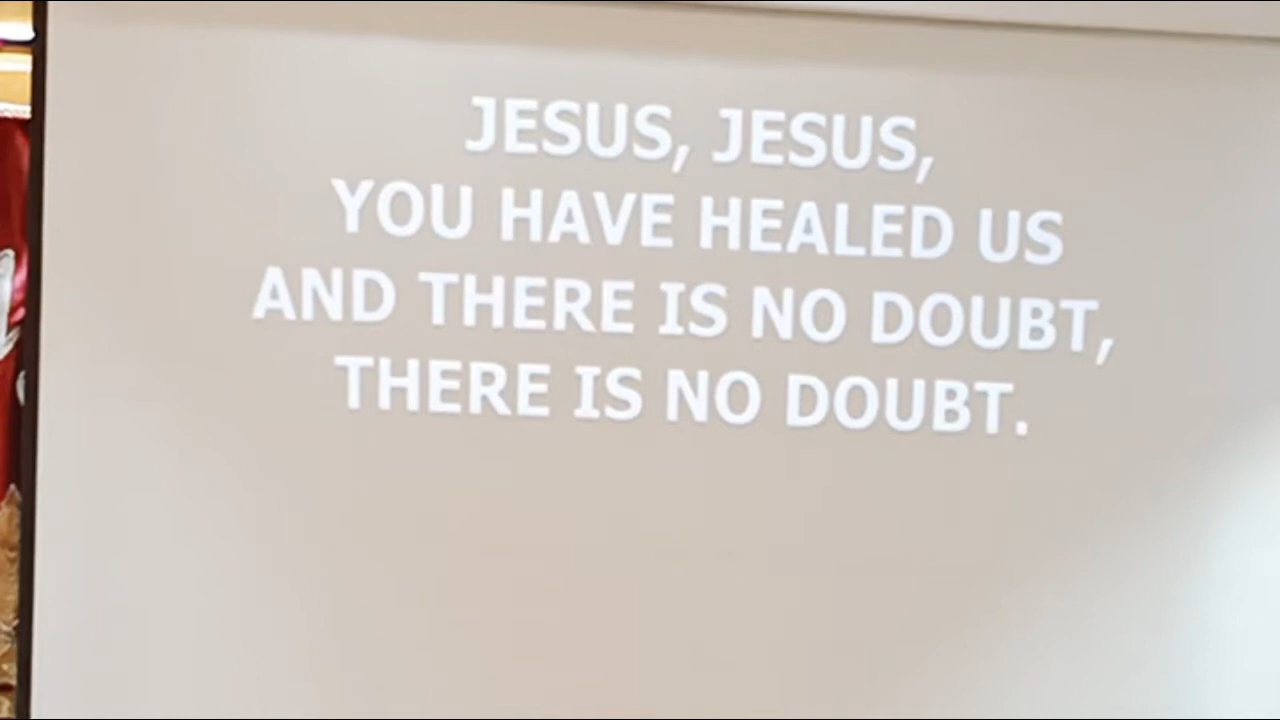 JESUS, JESUS,
YOU HAVE HEALED US
AND THERE IS NO DOUBT,
THERE IS NO DOUBT.